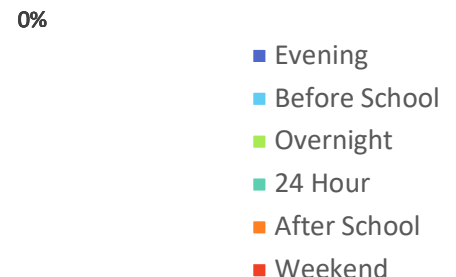 0%
Evening
Before School
Overnight
24 Hour
After School
Weekend